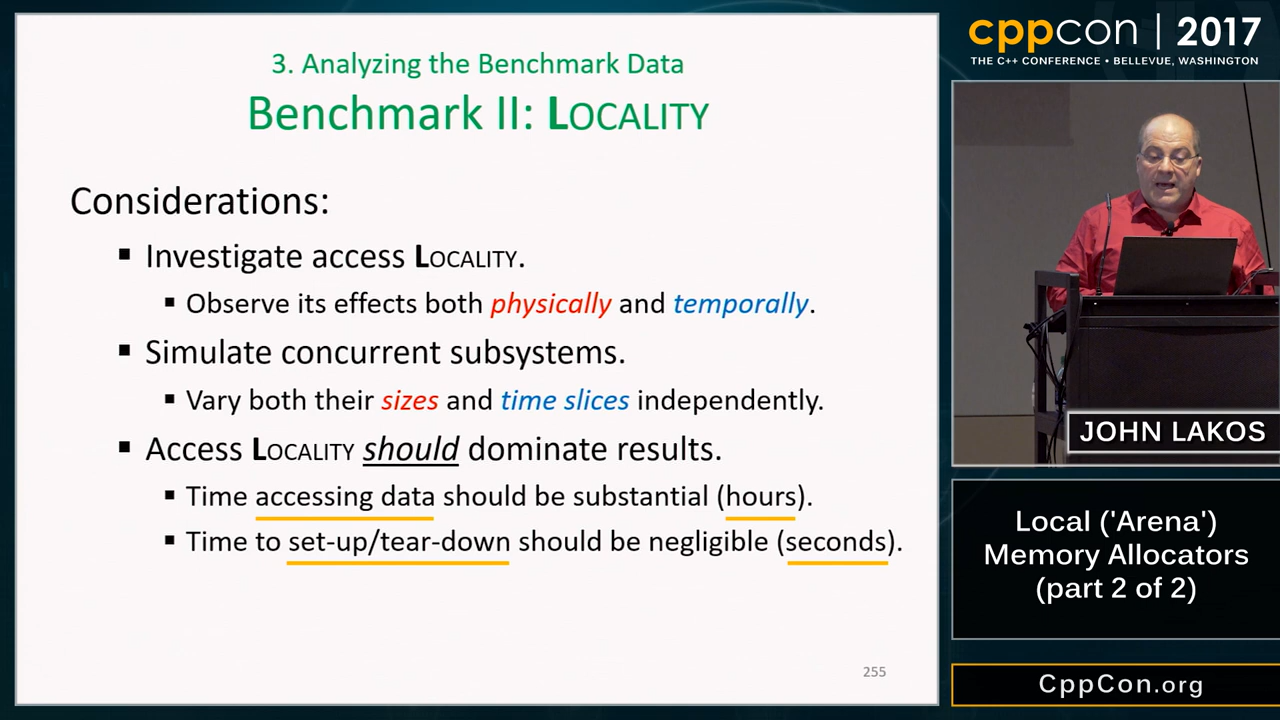 3. Analyzing the Benchmark Data
Benchmark II: LOCALITY
Considerations:
▪ Investigate access LOCALITY.
▪ Observe its effects both physically and temporally.
▪ Simulate concurrent subsystems.
▪ Vary both their sizes and time slices independently.
▪ Access LOCALITY should dominate results.
▪ Time accessing data should be substantial (hours).
▪ Time to set-up/tear-down should be negligible (seconds).
255
cppcon | 2017
THE C++ CONFERENCE • BELLEVUE, WASHINGTON
JOHN LAKOS
Local ('Arena')
Memory Allocators
(part 2 of 2)
CppCon.org